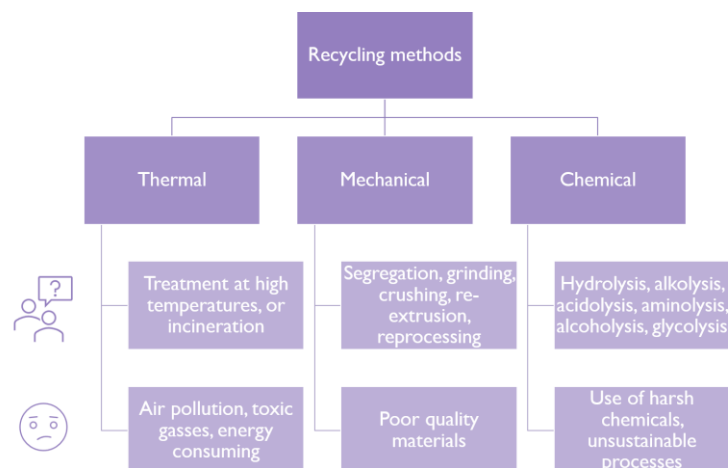 Recycling methods
Thermal
Mechanical
Chemical
?
Treatment at high
temperatures, or
incineration
Segregation, grinding,
crushing, re-
extrusion,
reprocessing
Hydrolysis, alkolysis,
acidolysis, aminolysis,
alcoholysis, glycolysis
Air pollution, toxic
gasses, energy
consuming
Poor quality
materials
Use of harsh
chemicals,
unsustainable
processes